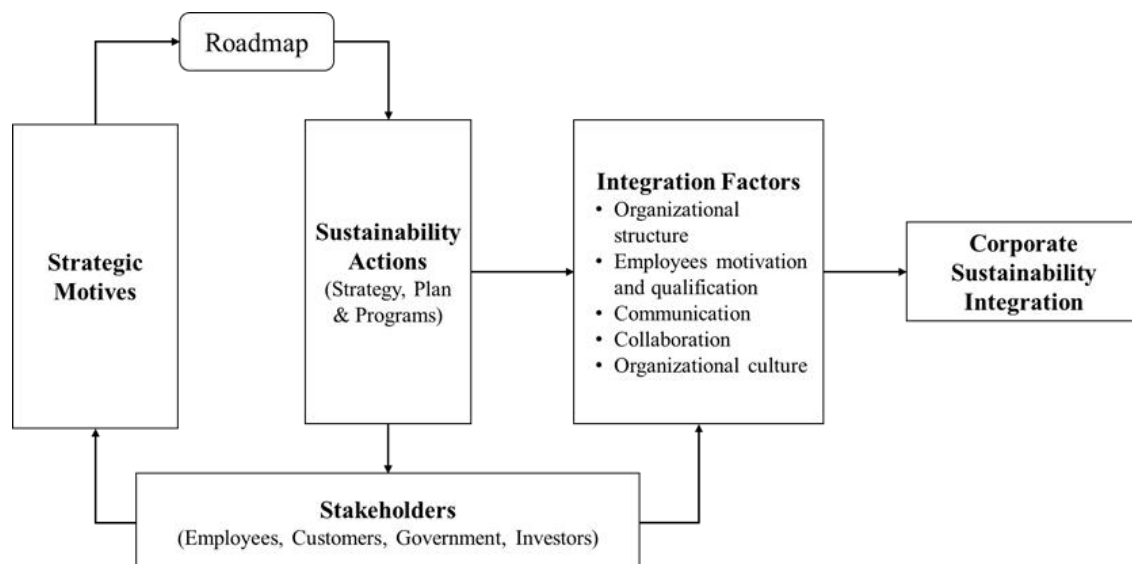 Roadmap
Strategic
Motives
Sustainability
Actions
(Strategy, Plan
& Programs)
Integration Factors
• Organizational
structure
• Employees motivation
and qualification
• Communication
• Collaboration
• Organizational culture
Corporate
Sustainability
Integration
Stakeholders
(Employees, Customers, Government, Investors)